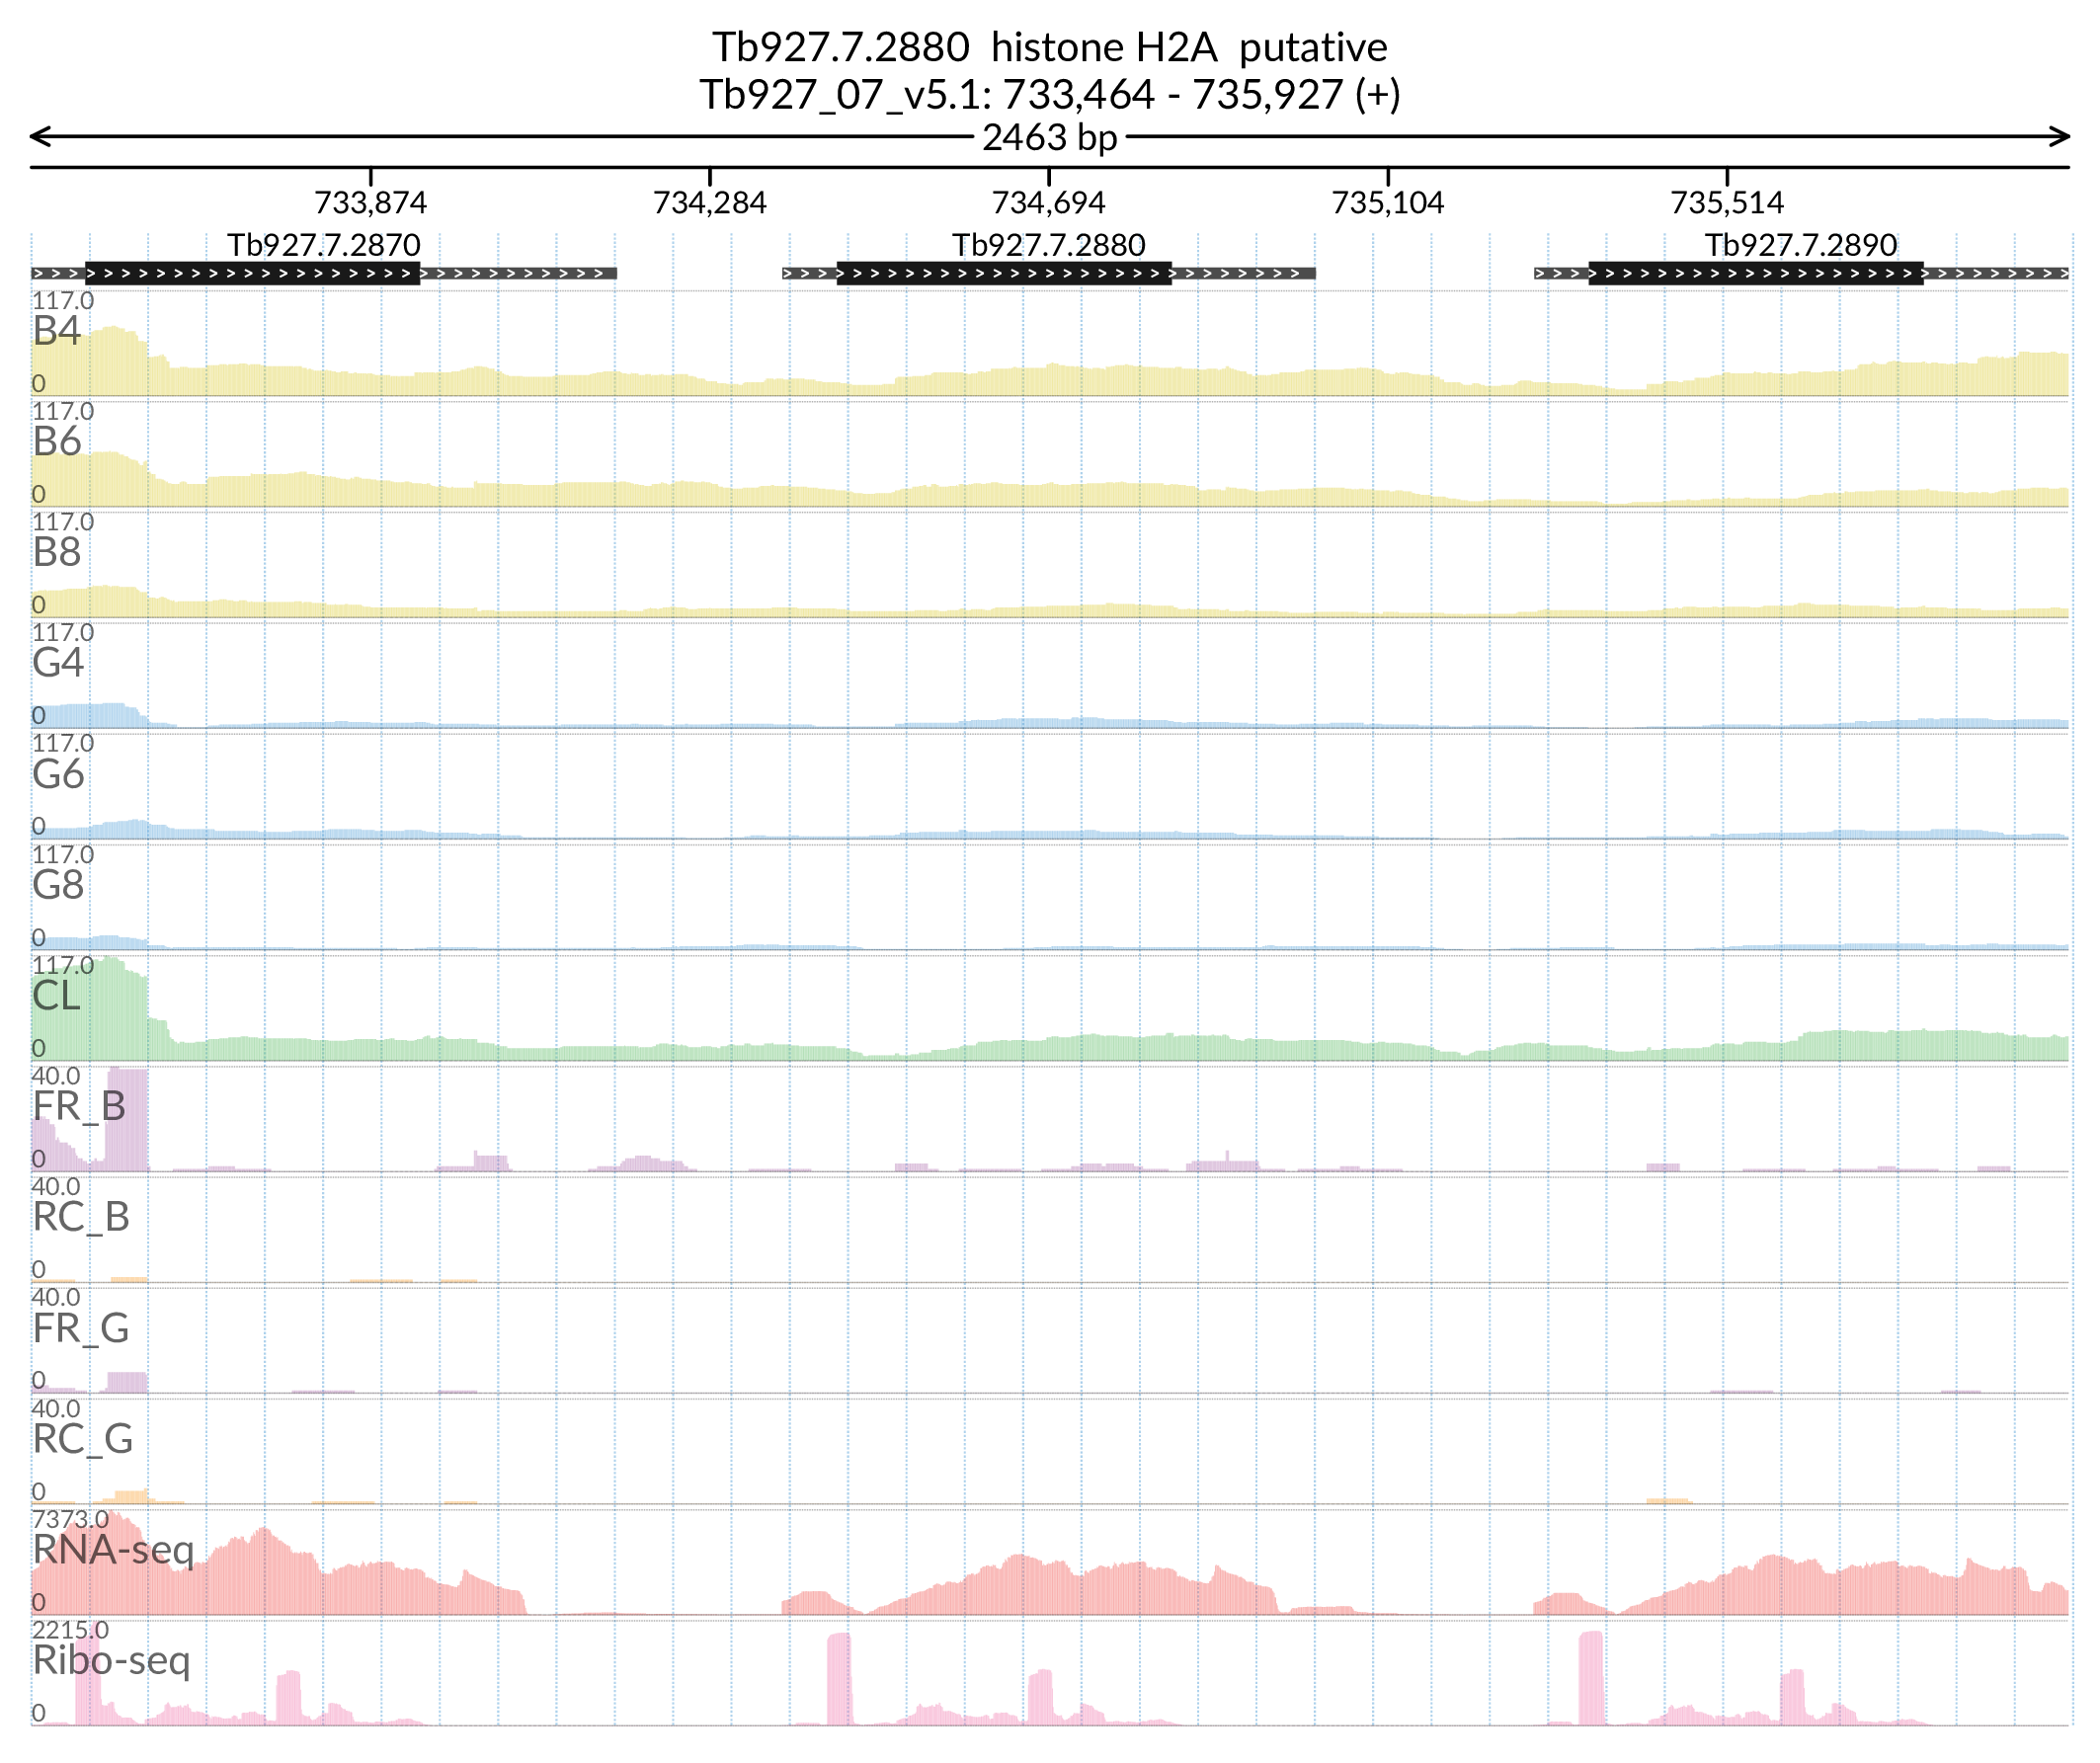 Tb927.7.2880  histone H2A  putative
Tb927_07_v5.1: 733,464 - 735,927 (+)
2463 bp
733,874 734,284 734,694 735,104 735,514
Tb927.7.2870 Tb927.7.2880 Tb927.7.2890
117.0
B4
0
117.0
B6
0
117.0
B8
0
117.0
G4
0
117.0
G6
0
117.0
G8
0
117.0
CL
0
40.0
FR_B
0
40.0
RC_B
0
40.0
FR_G
0
40.0
RC_G
0
7373.0
RNA-seq
0
2215.0
Ribo-seq
0